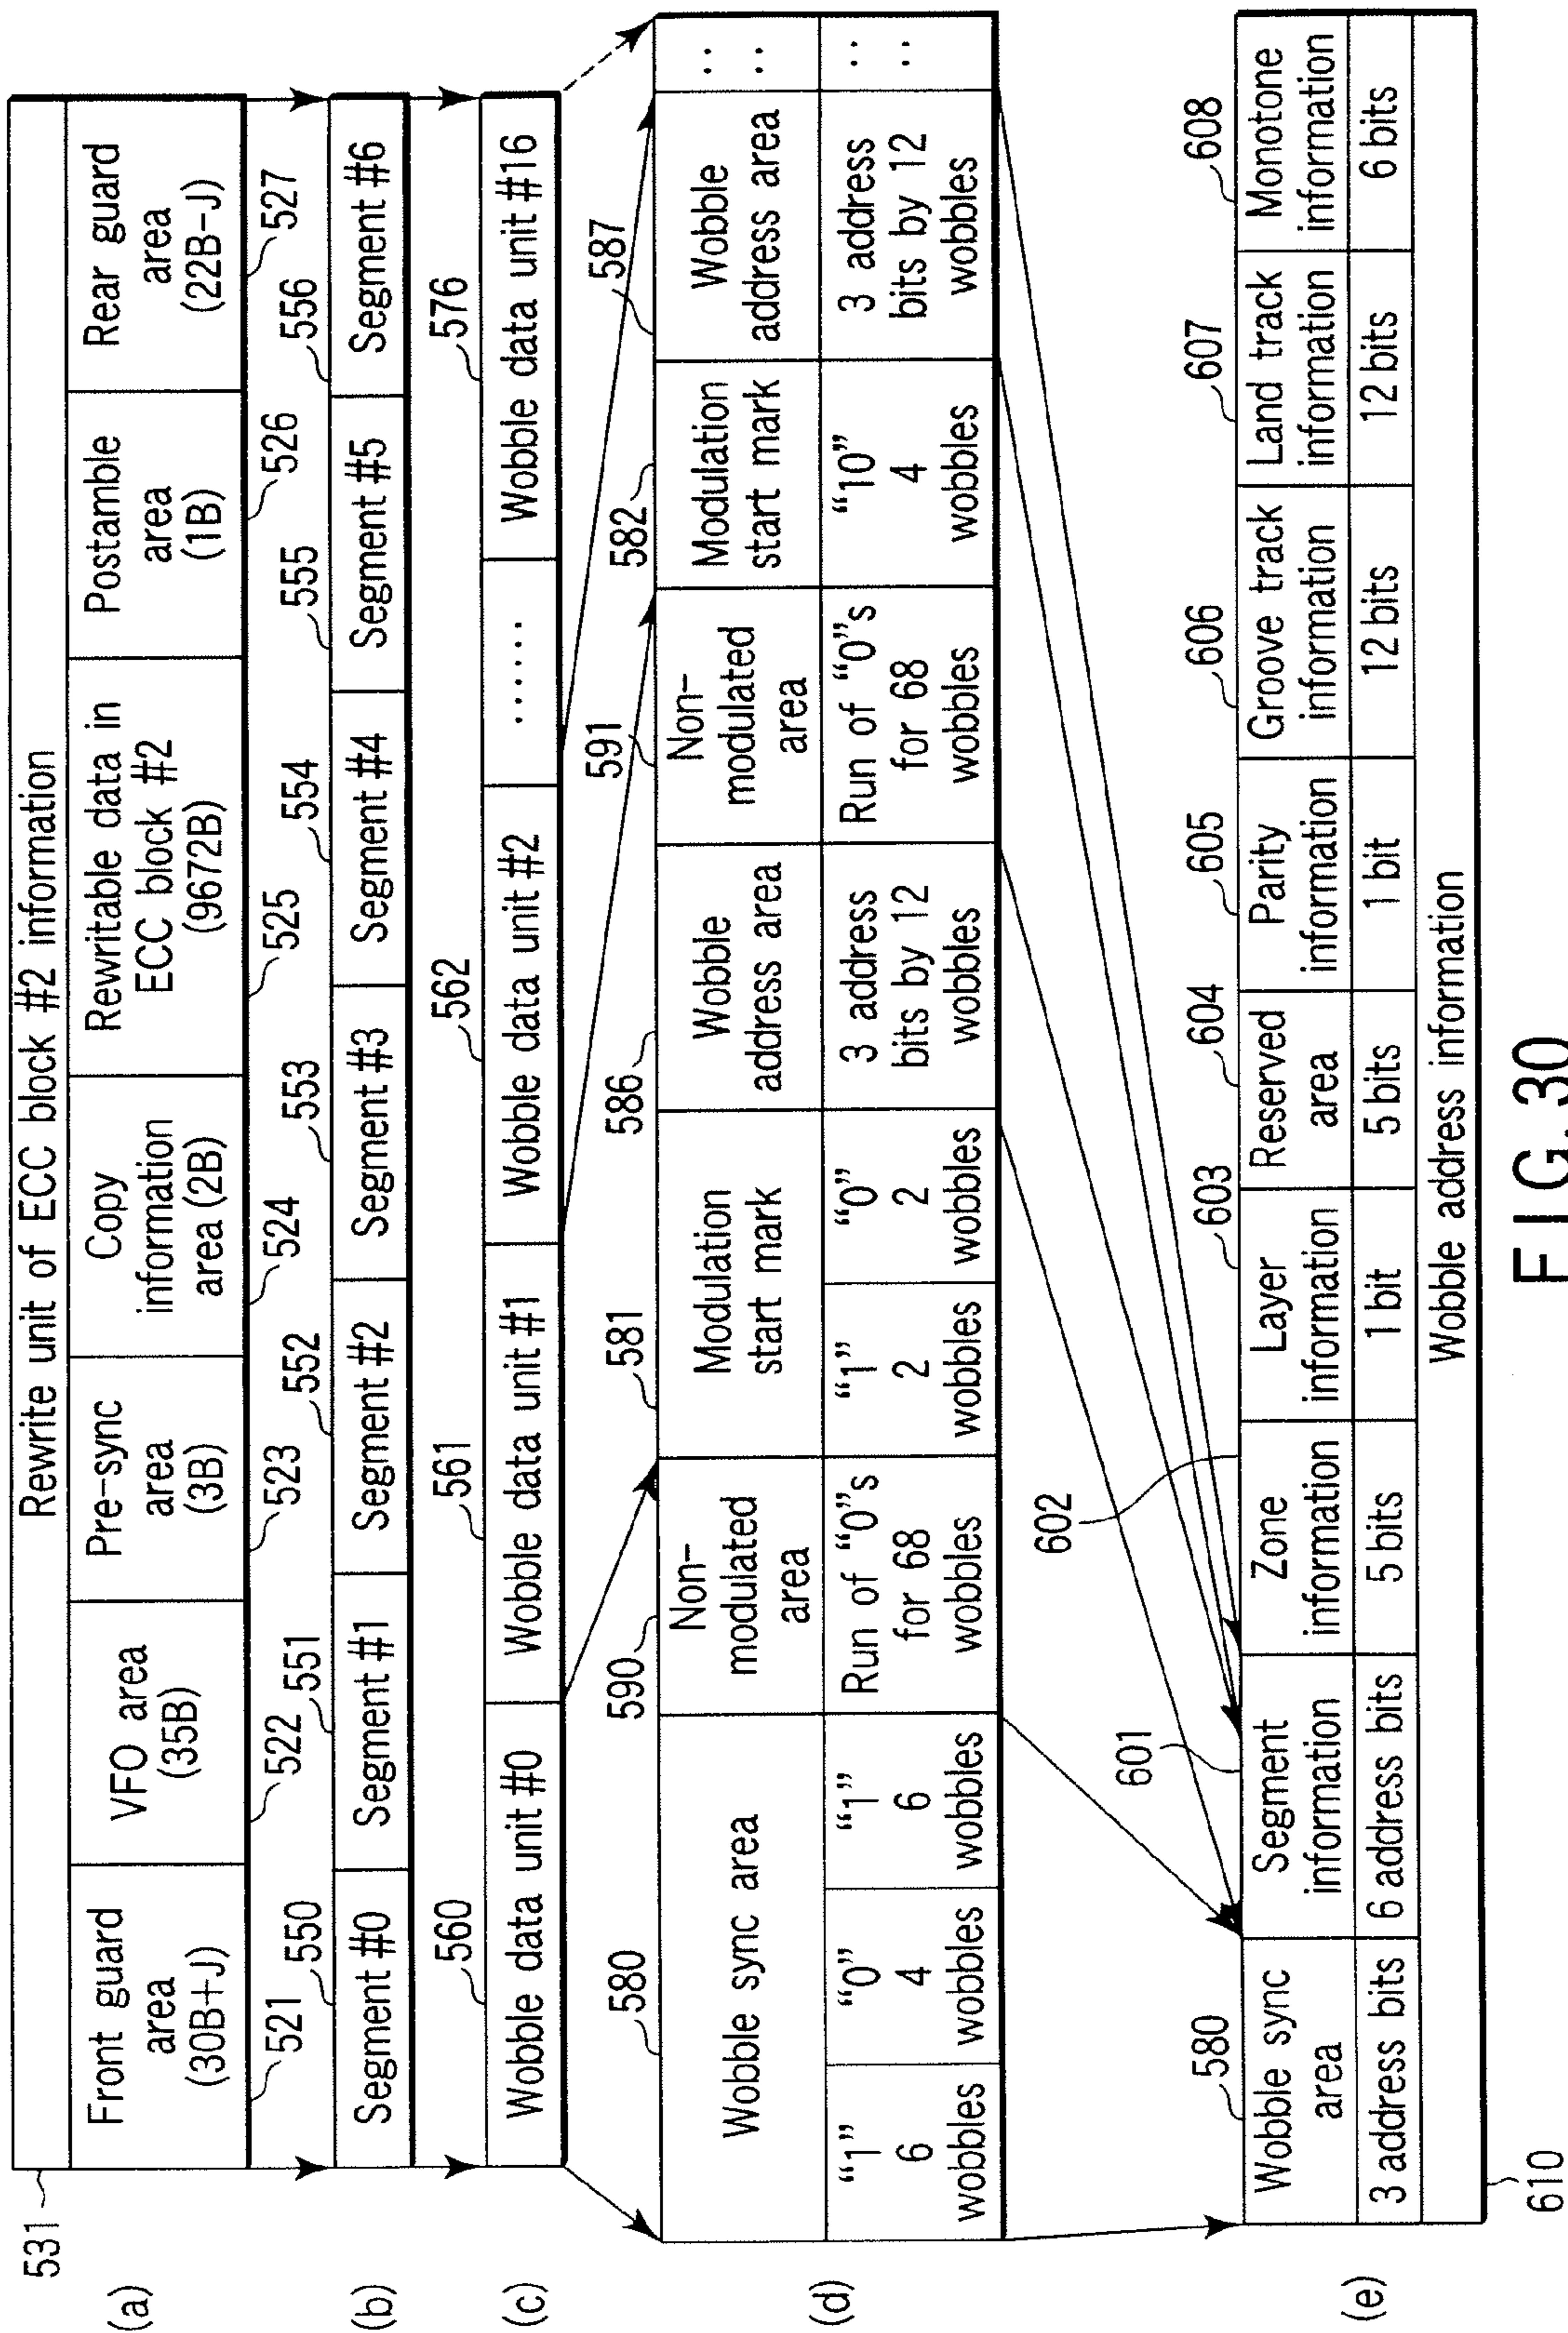 Rewrite unit of ECC block #2 information
531
(a)
Front guard
area
(30B+J)
VFO area
(35B)
Pre-sync
area
(3B)
Copy
information
area (2B)
Rewritable data in
ECC block #2
(9672B)
Postamble
area
(1B)
Rear guard
area
(22B-J)
521
522
523
524
525
526
527
550
551
552
553
554
555
556
(b)
Segment #0
Segment #1
Segment #2
Segment #3
Segment #4
Segment #5
Segment #6
560
561
562
576
(c)
Wobble data unit #0
Wobble data unit #1
Wobble data unit #2
......
Wobble data unit #16
580
590
581
586
591
582
587
(d)
Wobble sync area
Non-
modulated
area
Modulation
start mark
Wobble
address area
Non-
modulated
area
Modulation
start mark
Wobble
address area
..
..
“1”
6
wobbles
“0”
4
wobbles
“1”
6
wobbles
Run of “0”s
for 68
wobbles
“1”
2
wobbles
“0”
2
wobbles
3 address
bits by 12
wobbles
Run of “0”s
for 68
wobbles
“10”
4
wobbles
3 address
bits by 12
wobbles
..
..
580
601
602
603
604
605
606
607
608
(e)
Wobble sync
area
Segment
information
Zone
information
Layer
information
Reserved
area
Parity
information
Groove track
information
Land track
information
Monotone
information
3 address bits
6 address bits
5 bits
1 bit
5 bits
1 bit
12 bits
12 bits
6 bits
Wobble address information
610
FIG. 30